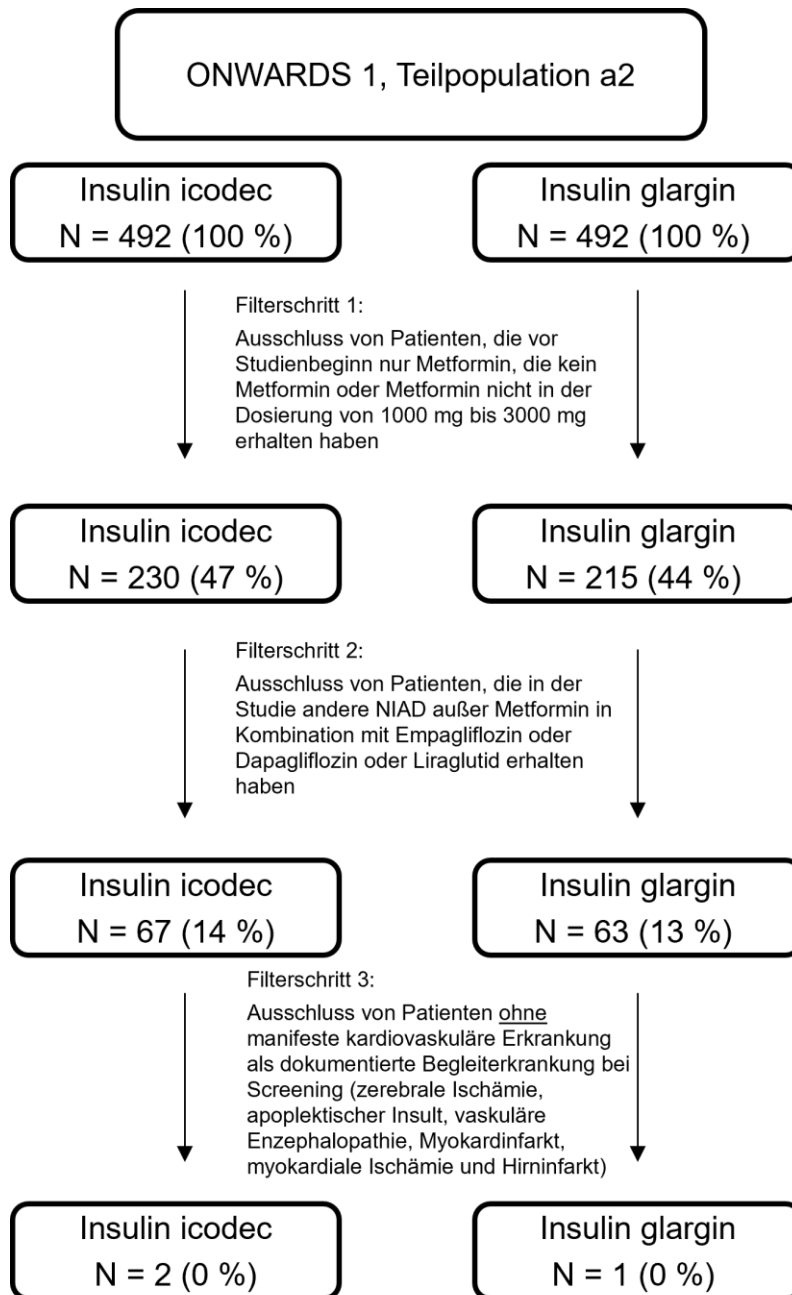 ONWARDS 1, Teilpopulation a2
Insulin icodec
N = 492 (100 %)
Insulin glargin
N = 492 (100 %)
Filterschritt 1:
Ausschluss von Patienten, die vor
Studienbeginn nur Metformin, die kein
Metformin oder Metformin nicht in der
Dosierung von 1000 mg bis 3000 mg
erhalten haben
Insulin icodec
N = 230 (47 %)
Insulin glargin
N = 215 (44 %)
Filterschritt 2:
Ausschluss von Patienten, die in der
Studie andere NIAD außer Metformin in
Kombination mit Empagliflozin oder
Dapagliflozin oder Liraglutid erhalten
haben
Insulin icodec
N = 67 (14 %)
Insulin glargin
N = 63 (13 %)
Filterschritt 3:
Ausschluss von Patienten ohne
manifeste kardiovaskuläre Erkrankung
als dokumentierte Begleiterkrankung bei
Screening (zerebrale Ischämie,
apoplektischer Insult, vaskuläre
Enzephalopathie, Myokardinfarkt,
myokardiale Ischämie und Hirninfarkt)
Insulin icodec
N = 2 (0 %)
Insulin glargin
N = 1 (0 %)